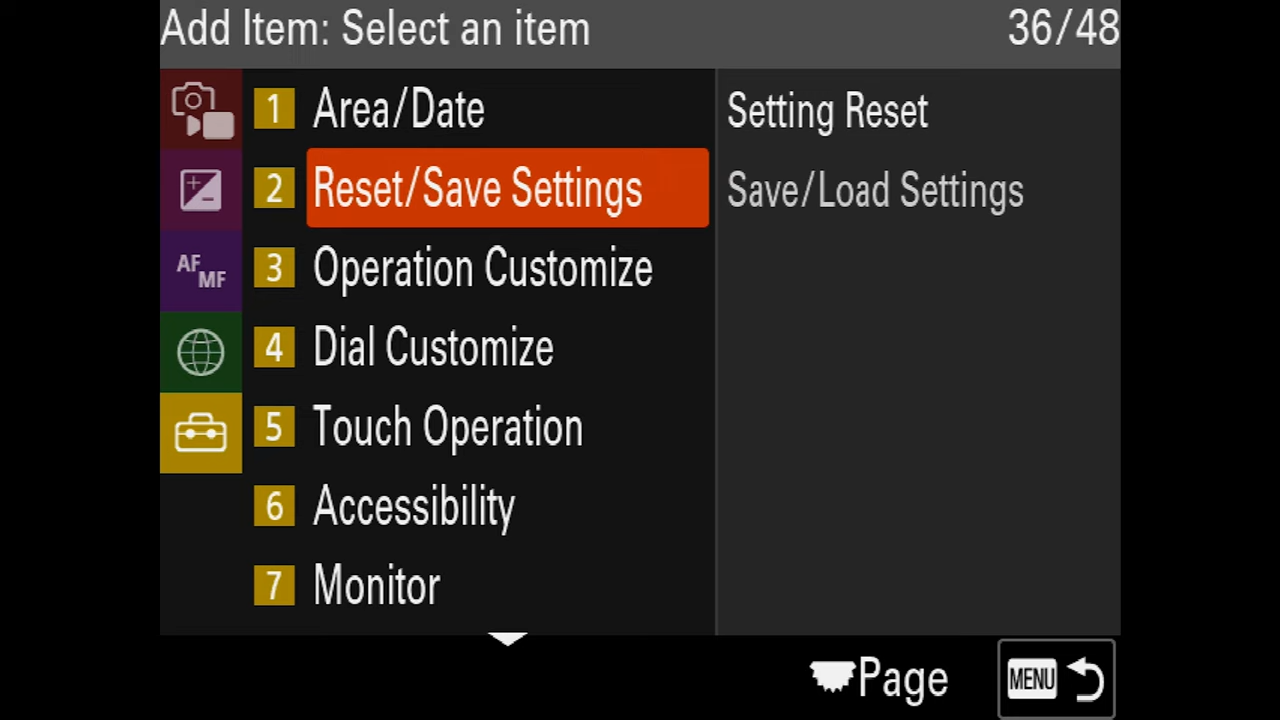 Add Item: Select an item 36/48
1 Area/Date
Setting Reset
2 Reset/Save Settings
Save/Load Settings
AF MF
3 Operation Customize
4 Dial Customize
5 Touch Operation
6 Accessibility
7 Monitor
Page MENU